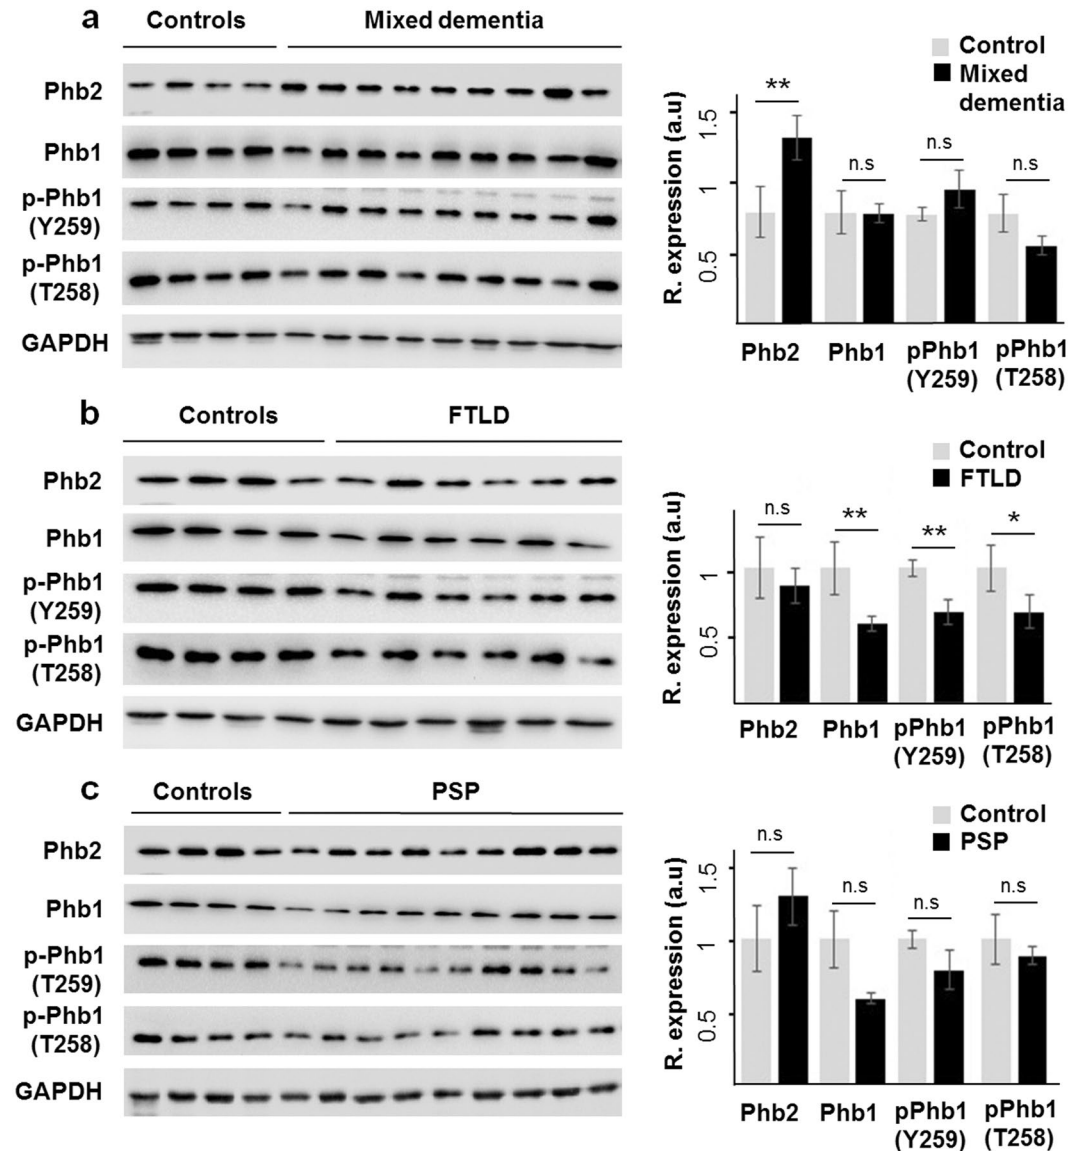 a
Controls
Mixed dementia
Phb2
Phb1
p-Phb1
(Y259)
p-Phb1
(T258)
GAPDH
Control
Mixed
dementia
R. expression (a.u)
1.5
1
0.5
**
n.s
n.s
n.s
Phb2
Phb1
pPhb1
(Y259)
pPhb1
(T258)
b
Controls
FTLD
Phb2
Phb1
p-Phb1
(Y259)
p-Phb1
(T258)
GAPDH
Control
FTLD
R. expression (a.u)
1
0.5
n.s
**
**
*
Phb2
Phb1
pPhb1
(Y259)
pPhb1
(T258)
c
Controls
PSP
Phb2
Phb1
p-Phb1
(T259)
p-Phb1
(T258)
GAPDH
Control
PSP
R. expression (a.u)
1.5
1
0.5
n.s
n.s
n.s
n.s
Phb2
Phb1
pPhb1
(Y259)
pPhb1
(T258)